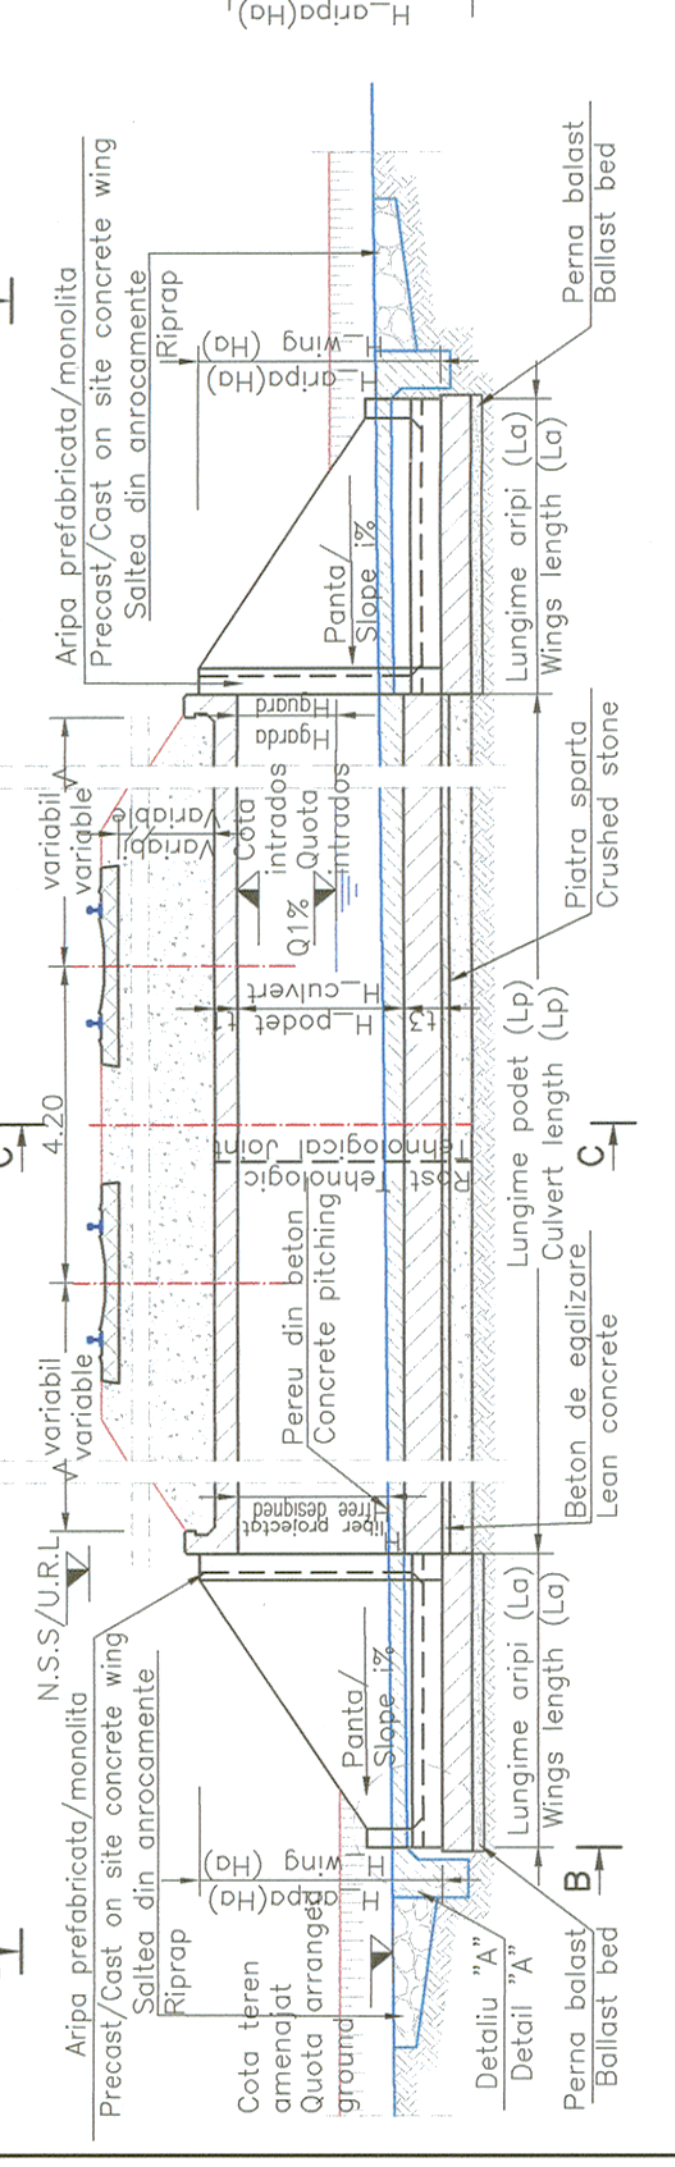 H_aripa(Ha)
Aripa prefabricata/monolita
Precast/Cast on site concrete wing
Saltea din anrocamente
Riprap
N.S.S/U.R.L
Λ variabil
variable
4.20
variabil Λ
variable
Aripa prefabricata/monolita
Precast/Cast on site concrete wing
Saltea din anrocamente
Riprap
C
Variabil
Variable
Cota teren
amenajat
Quota arranged
ground
H_aripa(Ha)
H_wing (Ha)
Panta/
Slope i%
H liber proiectat
Hfree designed
Pereu din beton
Concrete pitching
Rost Tehnologic
Tehnological Joint
t1
H_podet
H_culvert
t3
Q1%
Cota
intrados
Quota
intrados
Hgarda
Hguard
Panta/
Slope i%
H_aripa(Ha)
H_wing (Ha)
Detaliu "A"
Detail "A"
B
Lungime aripi (La)
Wings length (La)
Lungime podet (Lp)
Culvert length (Lp)
Lungime aripi (La)
Wings length (La)
C
Perna balast
Ballast bed
Beton de egalizare
Lean concrete
Piatra sparta
Crushed stone
Perna balast
Ballast bed